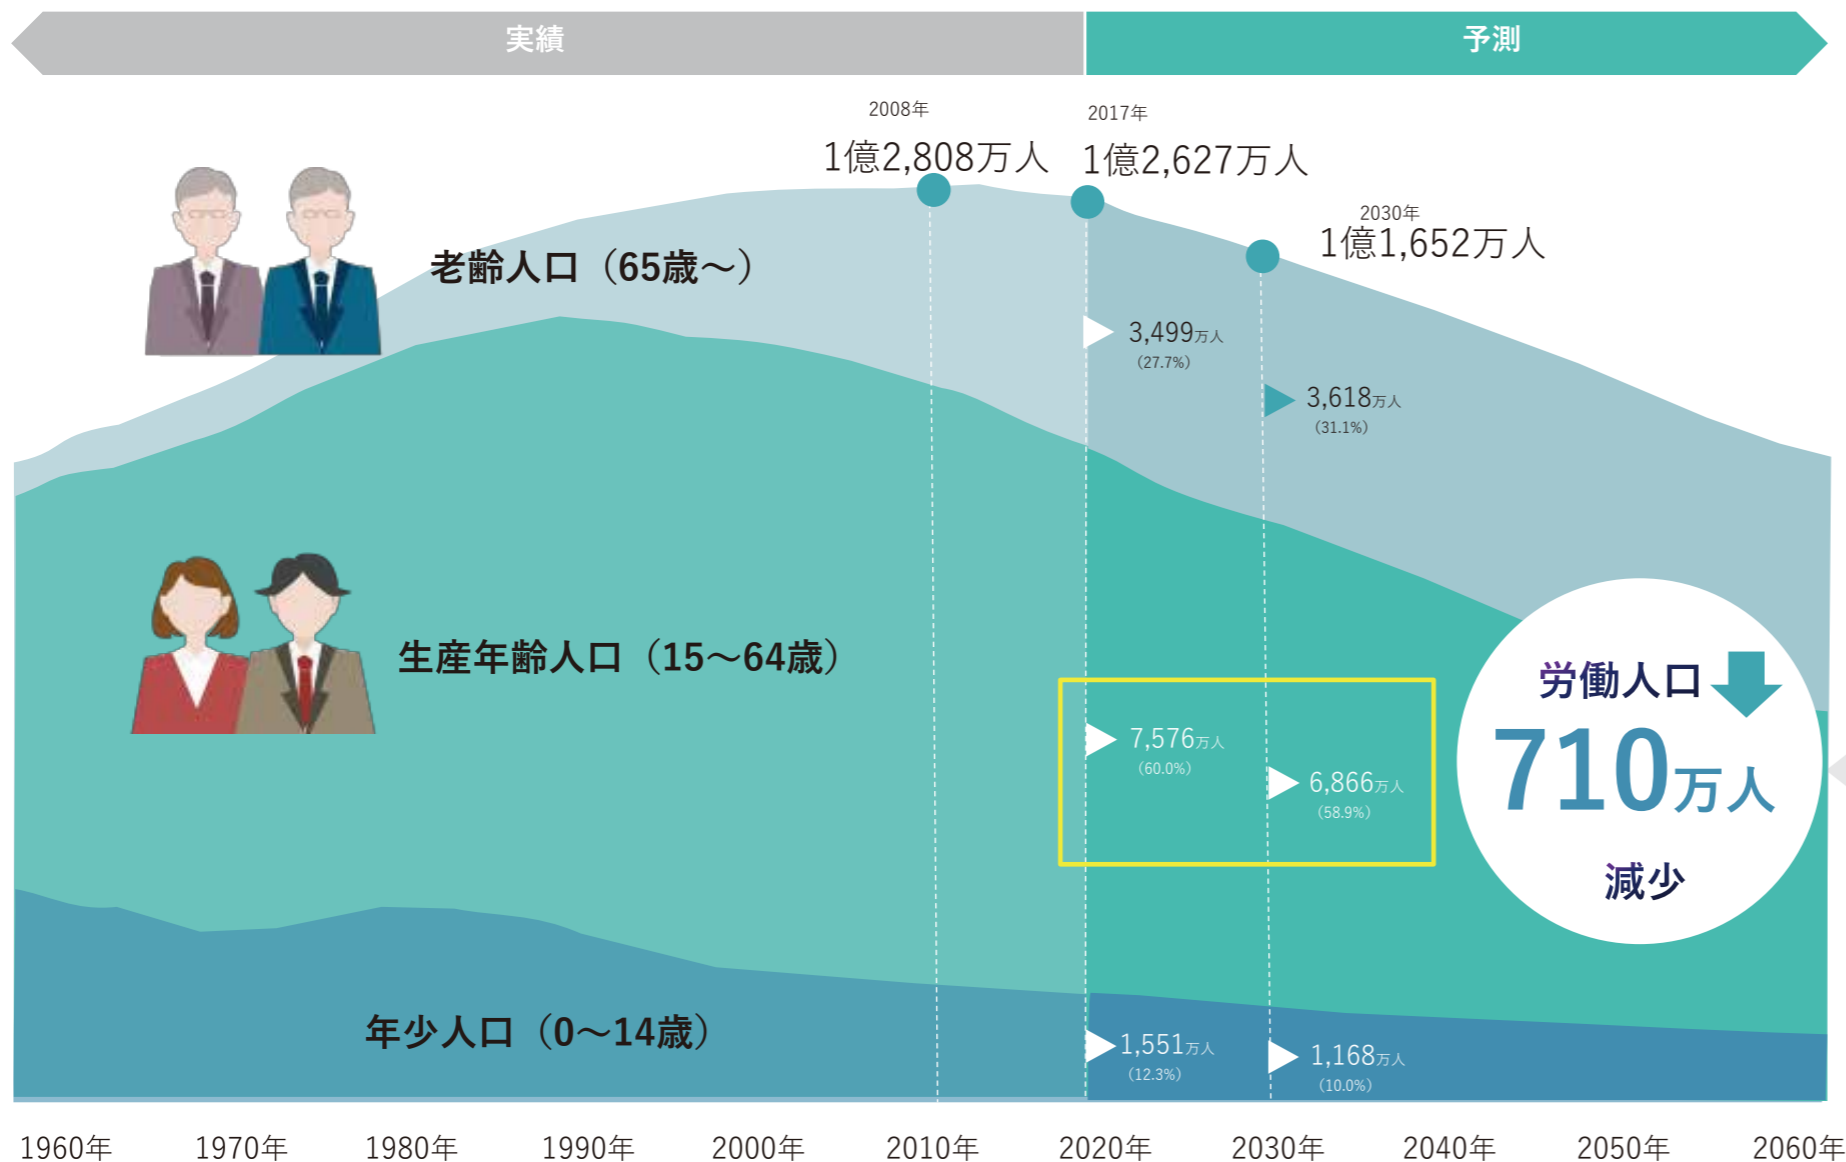 実績
予測
2008年
1億2,808万人
2017年
1億2,627万人
2030年
1億1,652万人
老齢人口（65歳～）
3,499万人
（27.7%）
3,618万人
（31.1%）
生産年齢人口（15～64歳）
7,576万人
（60.0%）
6,866万人
（58.9%）
労働人口
710万人
減少
年少人口（0～14歳）
1,551万人
（12.3%）
1,168万人
（10.0%）
1960年 1970年 1980年 1990年 2000年 2010年 2020年 2030年 2040年 2050年 2060年